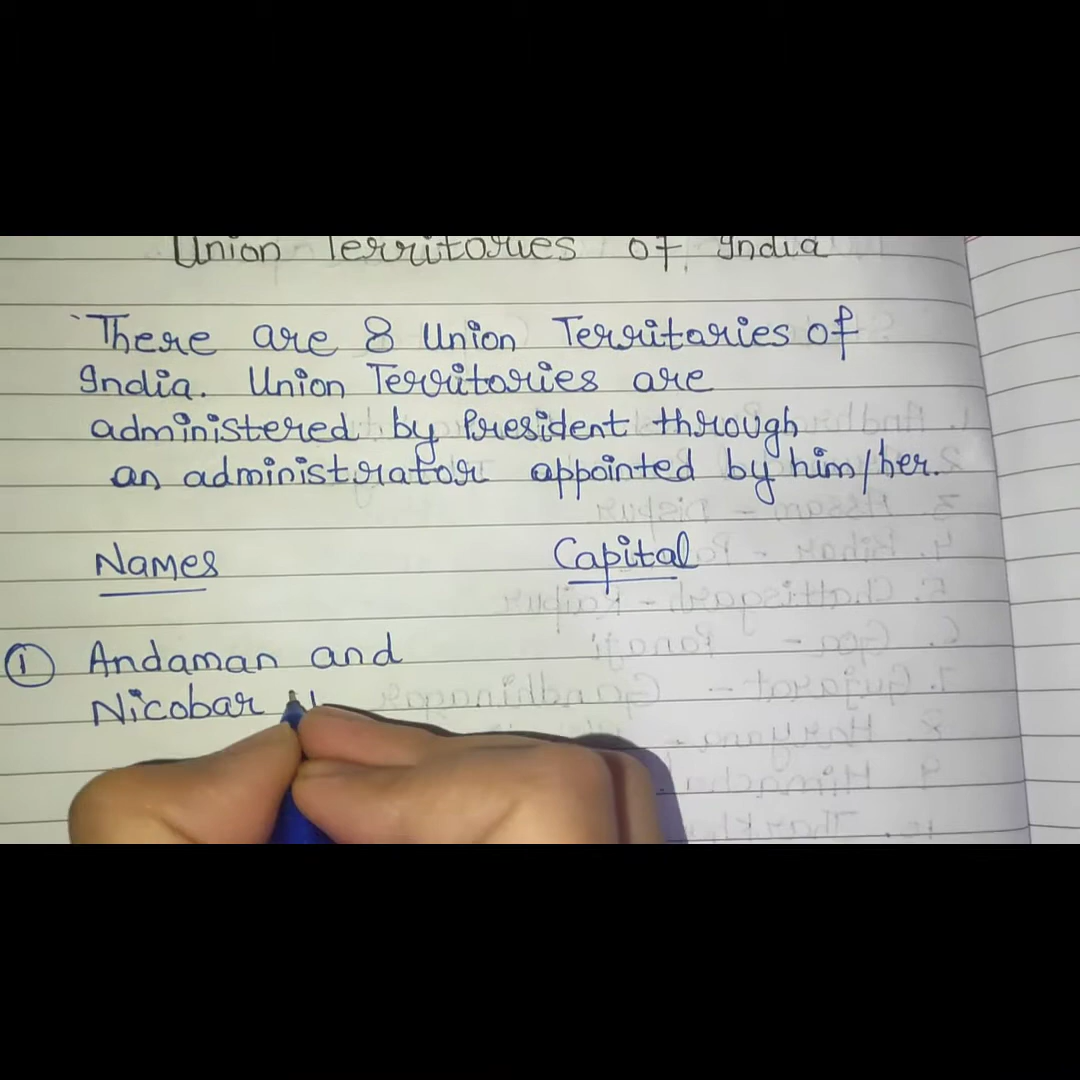 Union Territories of India
There are 8 Union Territories of
India. Union Territories are
administered by President through
an administrator appointed by him/her.
Names Capital
① Andaman and
Nicobar